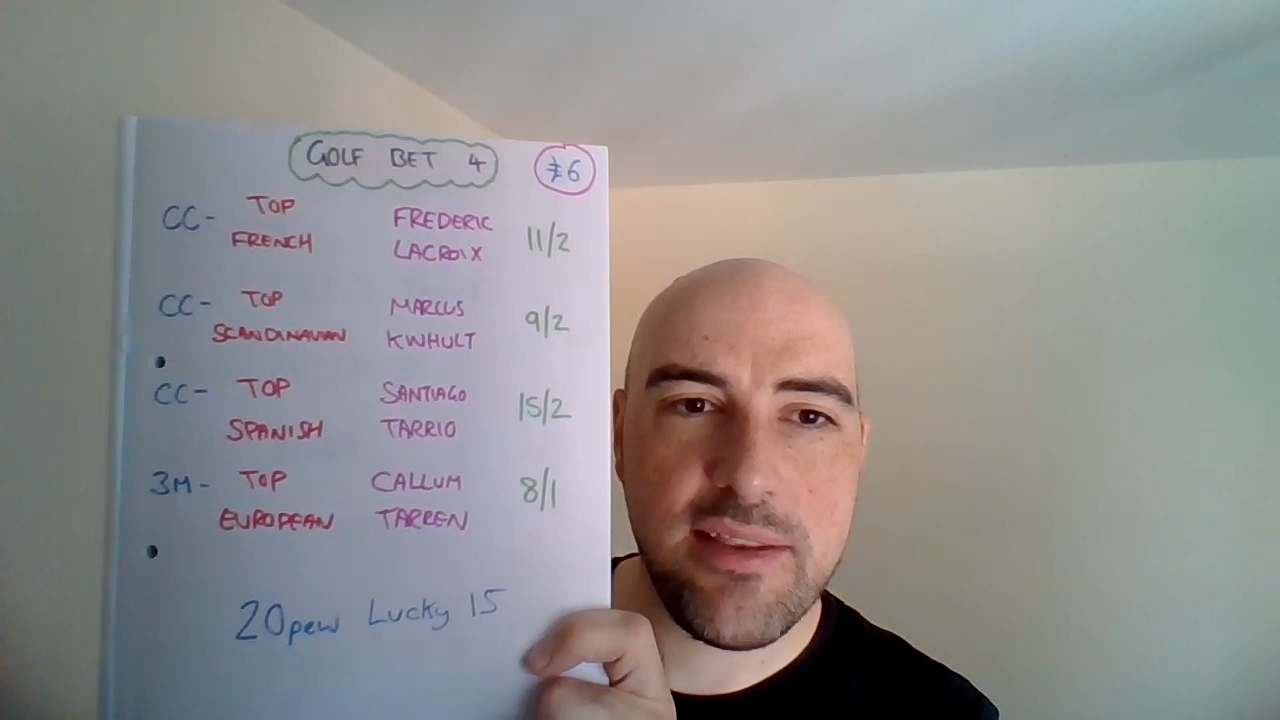 GOLF BET 4
£6
CC- TOP FRENCH FREDERIC LACROIX 11/2
CC- TOP SCANDINAVIAN MARCUS KWHULT 9/2
CC- TOP SPANISH SANTIAGO TARRIO 15/2
3M- TOP EUROPEAN CALLUM TARREN 8/1
20pew Lucky 15